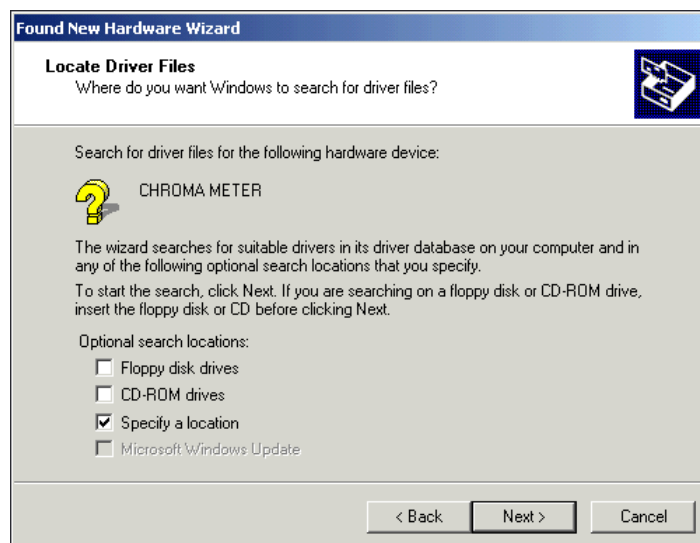 Found New Hardware Wizard
Locate Driver Files
Where do you want Windows to search for driver files?
Search for driver files for the following hardware device:
CHROMA METER
The wizard searches for suitable drivers in its driver database on your computer and in
any of the following optional search locations that you specify.
To start the search, click Next. If you are searching on a floppy disk or CD-ROM drive,
insert the floppy disk or CD before clicking Next.
Optional search locations:
Floppy disk drives
CD-ROM drives
Specify a location
Microsoft Windows Update
< Back
Next >
Cancel